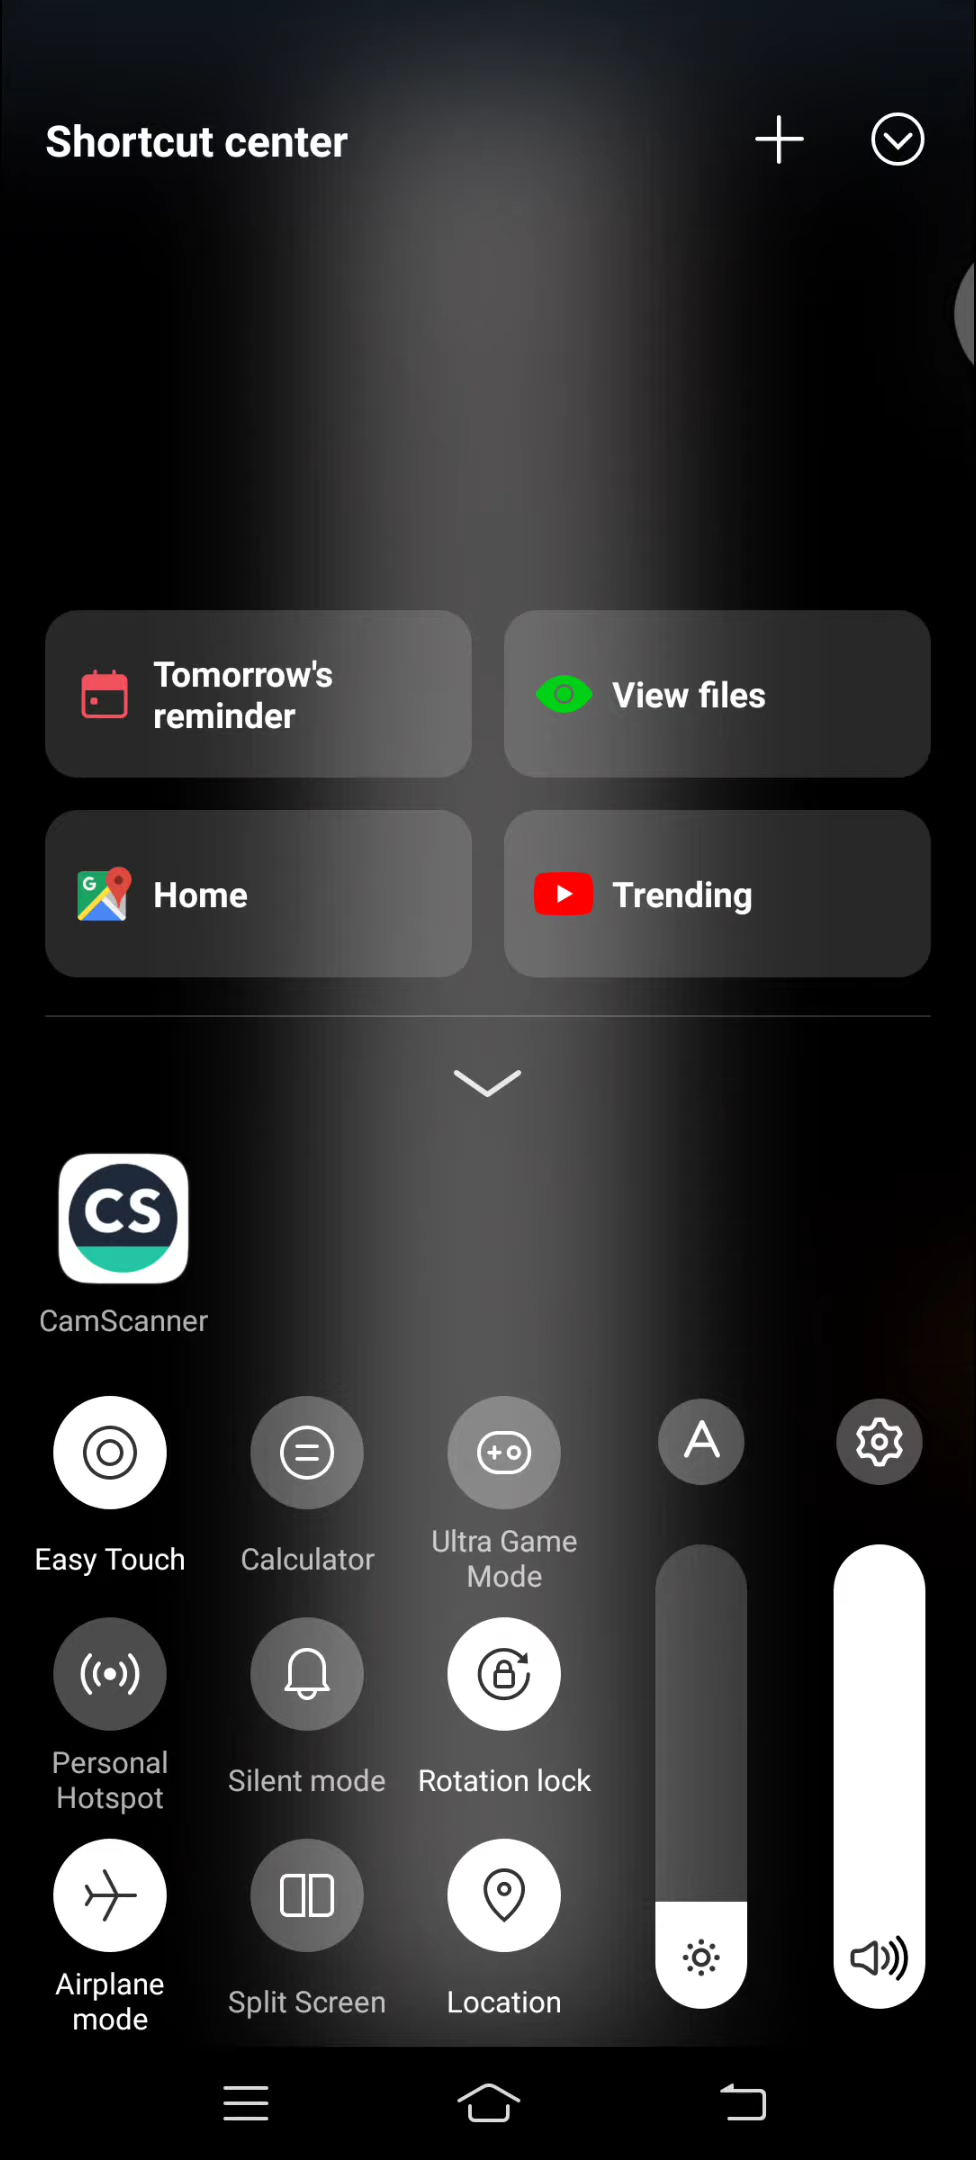 Shortcut center
Tomorrow's
reminder
View files
G
Home
Trending
CS
CamScanner
A
Easy Touch
Calculator
Ultra Game
Mode
Personal
Hotspot
Silent mode
Rotation lock
Airplane
mode
Split Screen
Location